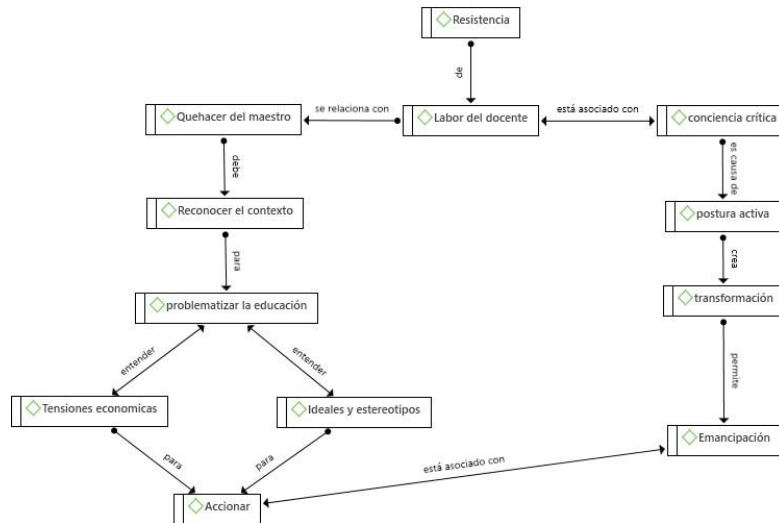 Resistencia
de
Quehacer del maestro
se relaciona con
Labor del docente
está asociado con
conciencia crítica
debe
es causa de
Reconocer el contexto
postura activa
para
crea
problematizar la educación
transformación
entender
entender
permite
Tensiones economicas
Ideales y estereotipos
Emancipación
para
para
está asociado con
Accionar